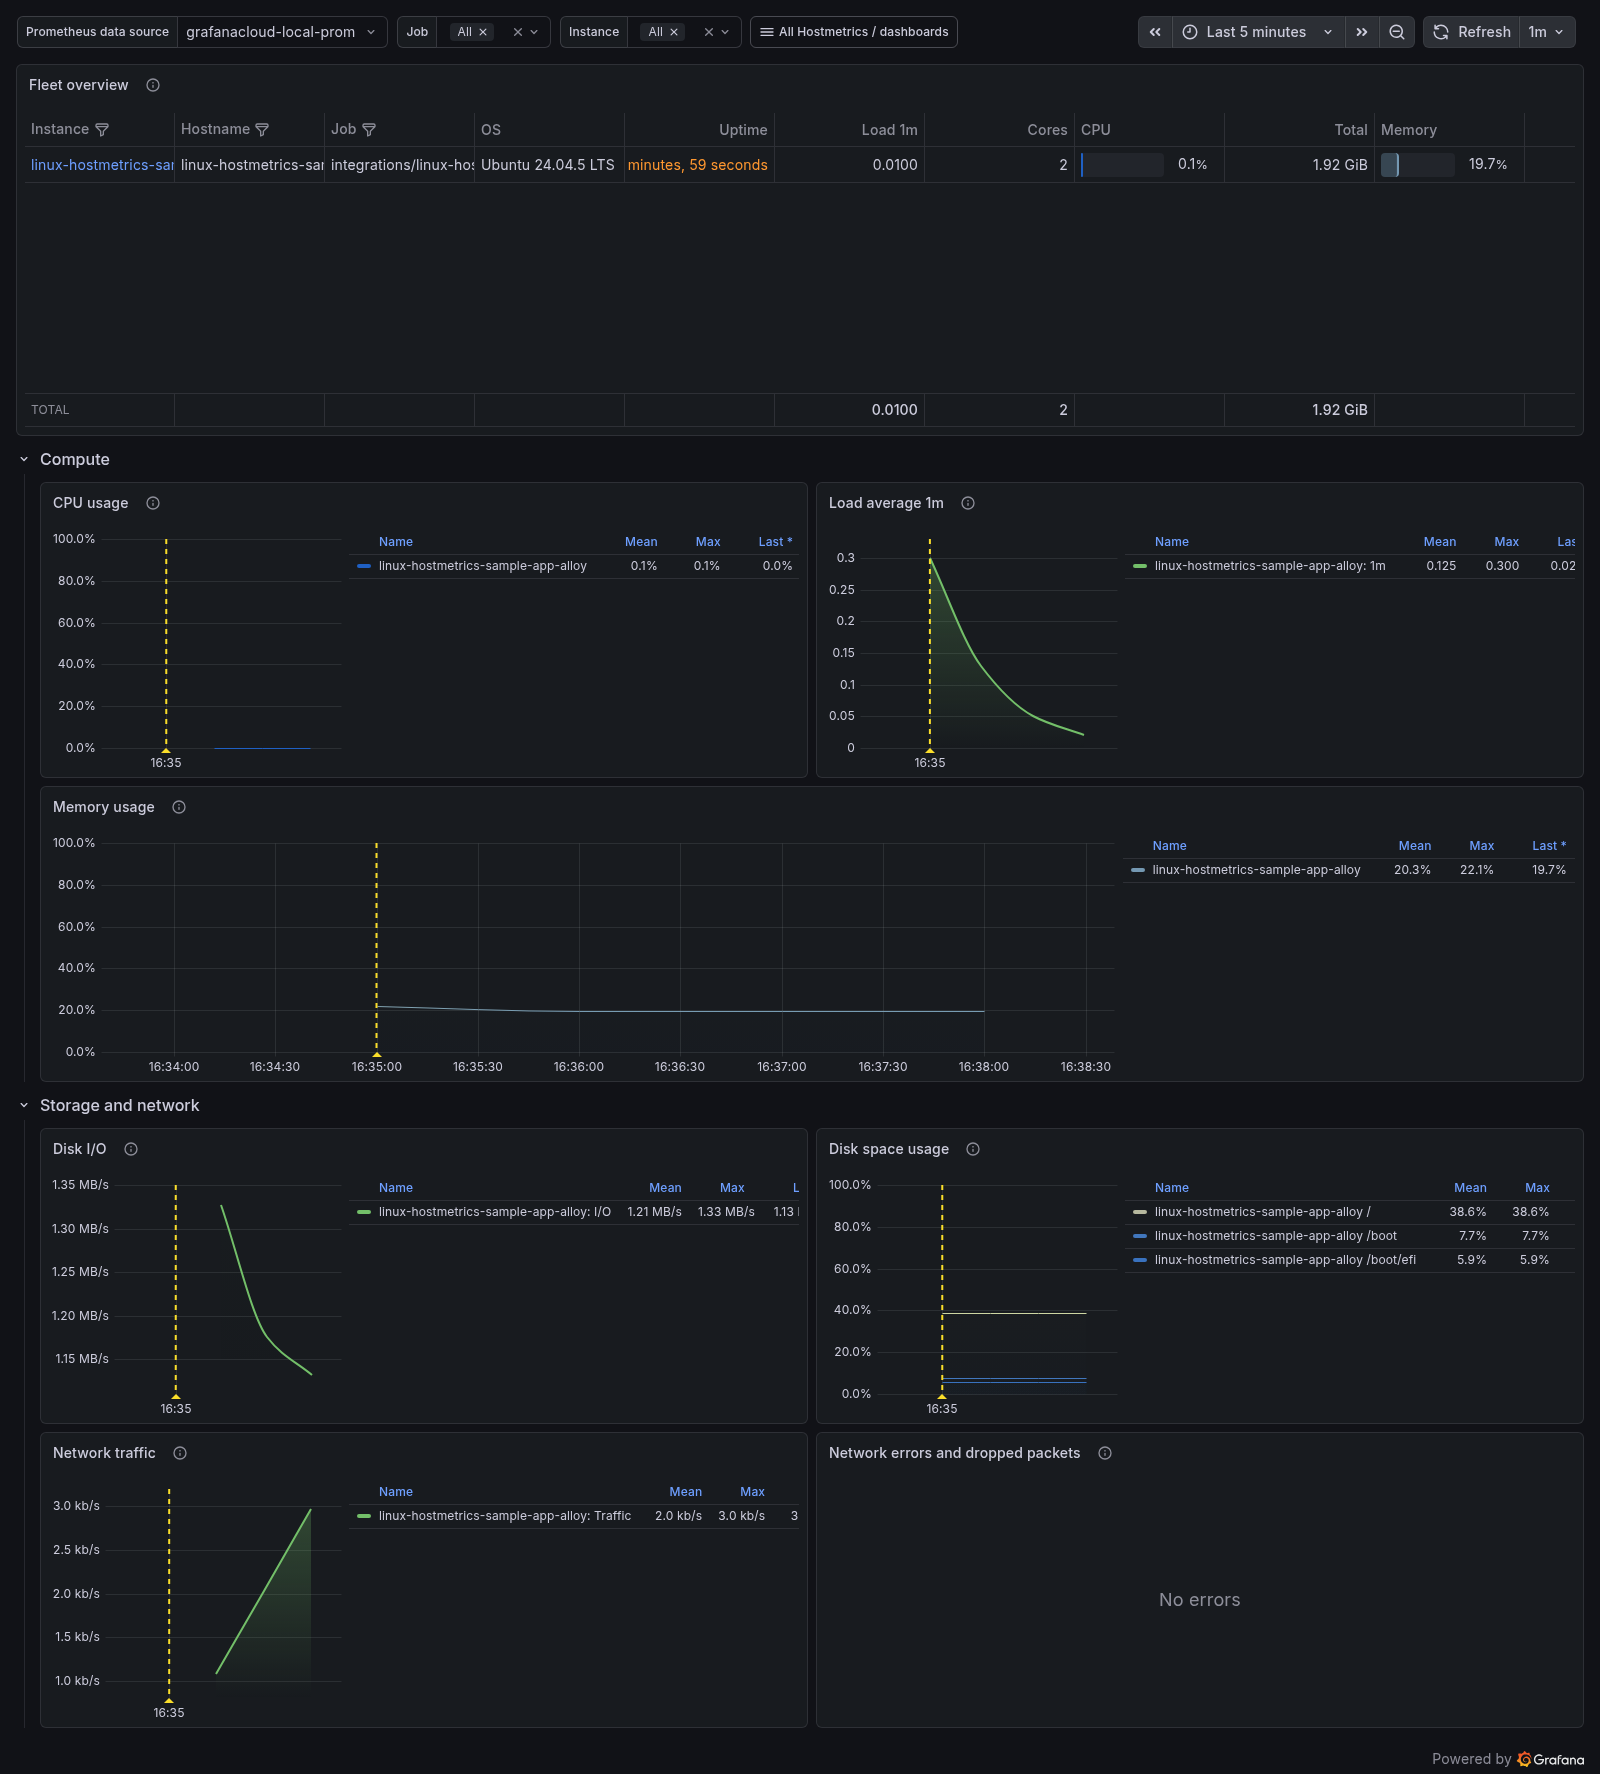 Prometheus data source grafanacloud-local-prom Job All Instance All All Hostmetrics / dashboards Last 5 minutes Refresh 1m
Fleet overview
Instance Hostname Job OS Uptime Load 1m Cores CPU Total Memory
linux-hostmetrics-sar linux-hostmetrics-sar integrations/linux-hos Ubuntu 24.04.5 LTS minutes, 59 seconds 0.0100 2 0.1% 1.92 GiB 19.7%
TOTAL 0.0100 2 1.92 GiB
Compute
CPU usage
100.0%
80.0%
60.0%
40.0%
20.0%
0.0%
16:35
Name Mean Max Last *
linux-hostmetrics-sample-app-alloy 0.1% 0.1% 0.0%
Load average 1m
0.3
0.25
0.2
0.15
0.1
0.05
0
16:35
Name Mean Max Las
linux-hostmetrics-sample-app-alloy: 1m 0.125 0.300 0.02
Memory usage
100.0%
80.0%
60.0%
40.0%
20.0%
0.0%
16:34:00 16:34:30 16:35:00 16:35:30 16:36:00 16:36:30 16:37:00 16:37:30 16:38:00 16:38:30
Name Mean Max Last *
linux-hostmetrics-sample-app-alloy 20.3% 22.1% 19.7%
Storage and network
Disk I/O
1.35 MB/s
1.30 MB/s
1.25 MB/s
1.20 MB/s
1.15 MB/s
16:35
Name Mean Max L
linux-hostmetrics-sample-app-alloy: I/O 1.21 MB/s 1.33 MB/s 1.13
Disk space usage
100.0%
80.0%
60.0%
40.0%
20.0%
0.0%
16:35
Name Mean Max
linux-hostmetrics-sample-app-alloy / 38.6% 38.6%
linux-hostmetrics-sample-app-alloy /boot 7.7% 7.7%
linux-hostmetrics-sample-app-alloy /boot/efi 5.9% 5.9%
Network traffic
3.0 kb/s
2.5 kb/s
2.0 kb/s
1.5 kb/s
1.0 kb/s
16:35
Name Mean Max
linux-hostmetrics-sample-app-alloy: Traffic 2.0 kb/s 3.0 kb/s 3
Network errors and dropped packets
No errors
Powered by Grafana